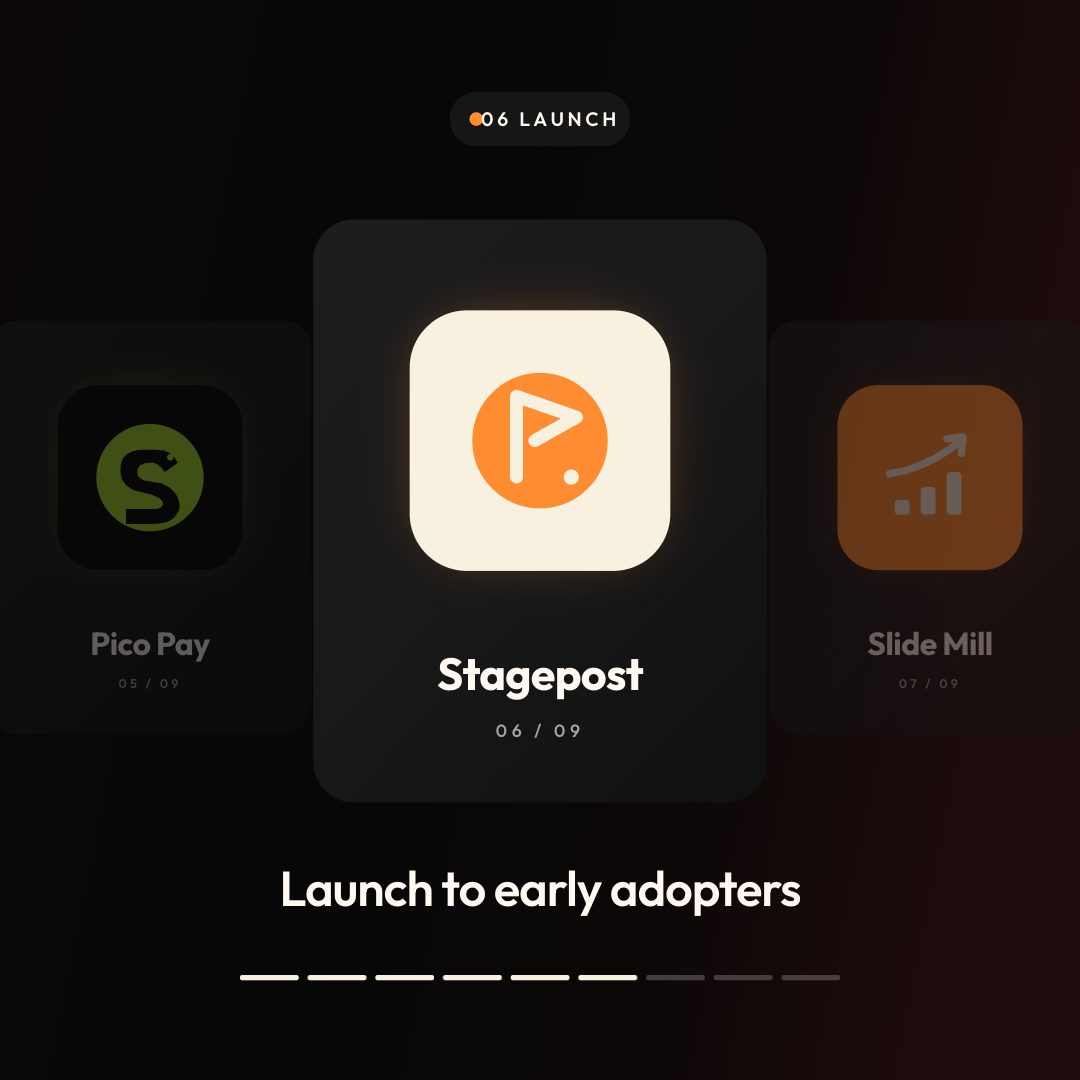 06 LAUNCH
Pico Pay
05 / 09
Stagepost
06 / 09
Slide Mill
07 / 09
Launch to early adopters